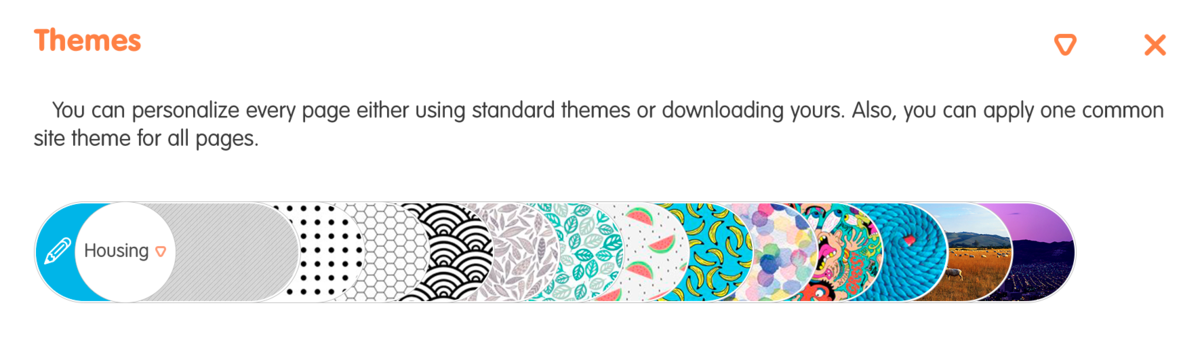 Themes
You can personalize every page either using standard themes or downloading yours. Also, you can apply one common
site theme for all pages.
Housing